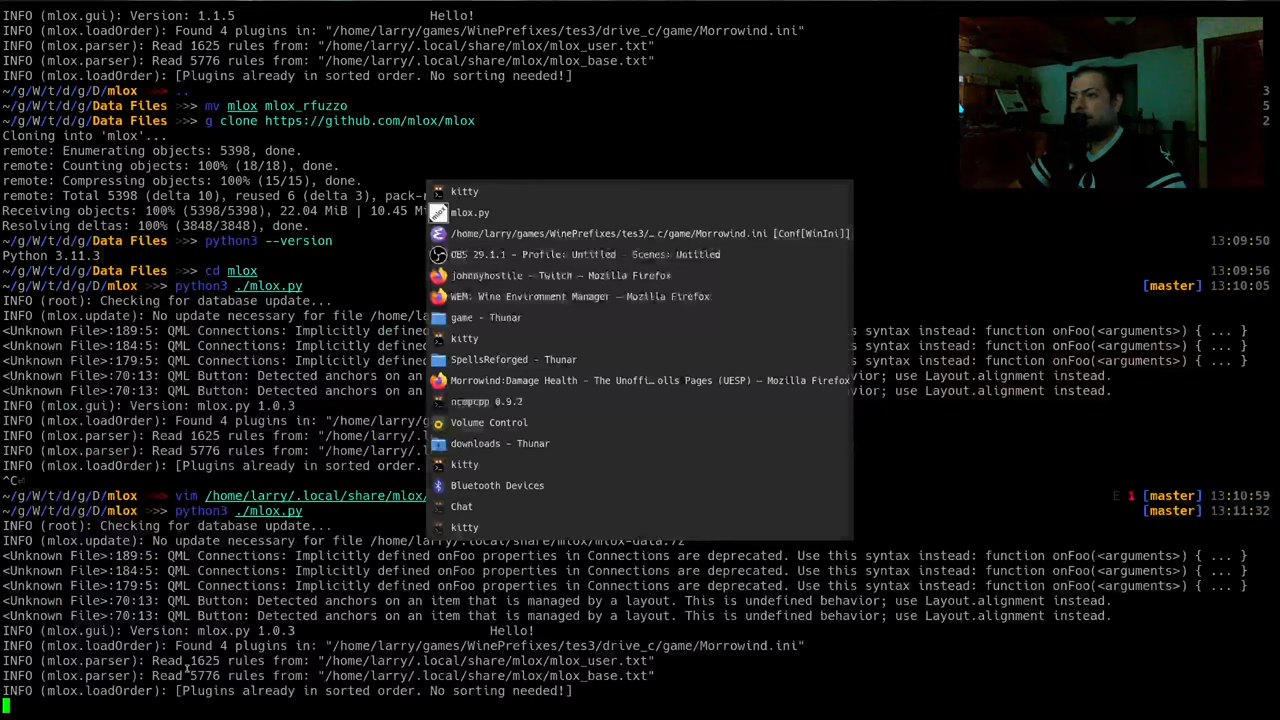 INFO (mlox.gui): Version: 1.1.5                          Hello!
INFO (mlox.loadOrder): Found 4 plugins in: "/home/larry/games/WinePrefixes/tes3/drive_c/game/Morrowind.ini"
INFO (mlox.parser): Read 1625 rules from: "/home/larry/.local/share/mlox/mlox_user.txt"
INFO (mlox.parser): Read 5776 rules from: "/home/larry/.local/share/mlox/mlox_base.txt"
INFO (mlox.loadOrder): [Plugins already in sorted order. No sorting needed!]
~/g/W/t/d/g/D/mlox >>> ..
3
~/g/W/t/d/g/Data Files >>> mv mlox mlox_rfuzzo
5
~/g/W/t/d/g/Data Files >>> g clone https://github.com/mlox/mlox
2
Cloning into 'mlox'...
remote: Enumerating objects: 5398, done.
remote: Counting objects: 100% (18/18), done.
remote: Compressing objects: 100% (15/15), done.
remote: Total 5398 (delta 10), reused 6 (delta 3), pack-r
Receiving objects: 100% (5398/5398), 22.04 MiB | 10.45 M
Resolving deltas: 100% (3848/3848), done.
~/g/W/t/d/g/Data Files >>> python3 --version 13:09:50
Python 3.11.3
~/g/W/t/d/g/Data Files >>> cd mlox 13:09:56
~/g/W/t/d/g/D/mlox >>> python3 ./mlox.py [master] 13:10:05
INFO (root): Checking for database update...
INFO (mlox.update): No update necessary for file /home/l
<Unknown File>:189:5: QML Connections: Implicitly defined s syntax instead: function onFoo(<arguments>) { ... }
<Unknown File>:184:5: QML Connections: Implicitly defined s syntax instead: function onFoo(<arguments>) { ... }
<Unknown File>:179:5: QML Connections: Implicitly defined s syntax instead: function onFoo(<arguments>) { ... }
<Unknown File>:70:13: QML Button: Detected anchors on an r; use Layout.alignment instead.
<Unknown File>:70:13: QML Button: Detected anchors on an r; use Layout.alignment instead.
INFO (mlox.gui): Version: mlox.py 1.0.3
INFO (mlox.loadOrder): Found 4 plugins in: "/home/larry/g
INFO (mlox.parser): Read 1625 rules from: "/home/larry/.l
INFO (mlox.parser): Read 5776 rules from: "/home/larry/.l
INFO (mlox.loadOrder): [Plugins already in sorted order.
^C⏎
~/g/W/t/d/g/D/mlox >>> vim /home/larry/.local/share/mlox/ E 1 [master] 13:10:59
~/g/W/t/d/g/D/mlox >>> python3 ./mlox.py [master] 13:11:32
INFO (root): Checking for database update...
INFO (mlox.update): No update necessary for file /home/larry/.local/share/mlox/mlox-data.7z
<Unknown File>:189:5: QML Connections: Implicitly defined onFoo properties in Connections are deprecated. Use this syntax instead: function onFoo(<arguments>) { ... }
<Unknown File>:184:5: QML Connections: Implicitly defined onFoo properties in Connections are deprecated. Use this syntax instead: function onFoo(<arguments>) { ... }
<Unknown File>:179:5: QML Connections: Implicitly defined onFoo properties in Connections are deprecated. Use this syntax instead: function onFoo(<arguments>) { ... }
<Unknown File>:70:13: QML Button: Detected anchors on an item that is managed by a layout. This is undefined behavior; use Layout.alignment instead.
<Unknown File>:70:13: QML Button: Detected anchors on an item that is managed by a layout. This is undefined behavior; use Layout.alignment instead.
INFO (mlox.gui): Version: mlox.py 1.0.3                          Hello!
INFO (mlox.loadOrder): Found 4 plugins in: "/home/larry/games/WinePrefixes/tes3/drive_c/game/Morrowind.ini"
INFO (mlox.parser): Read 1625 rules from: "/home/larry/.local/share/mlox/mlox_user.txt"
INFO (mlox.parser): Read 5776 rules from: "/home/larry/.local/share/mlox/mlox_base.txt"
INFO (mlox.loadOrder): [Plugins already in sorted order. No sorting needed!]
kitty
mlox.py
/home/larry/games/WinePrefixes/tes3/… c/game/Morrowind.ini [Conf[WinIni]]
OBS 29.1.1 - Profile: Untitled - Scenes: Untitled
johnnyhostile - Twitch — Mozilla Firefox
WEM: Wine Environment Manager — Mozilla Firefox
game - Thunar
kitty
SpellsReforged - Thunar
Morrowind:Damage Health - The Unoffi…olls Pages (UESP) — Mozilla Firefox
ncmpcpp 0.9.2
Volume Control
downloads - Thunar
kitty
Bluetooth Devices
Chat
kitty